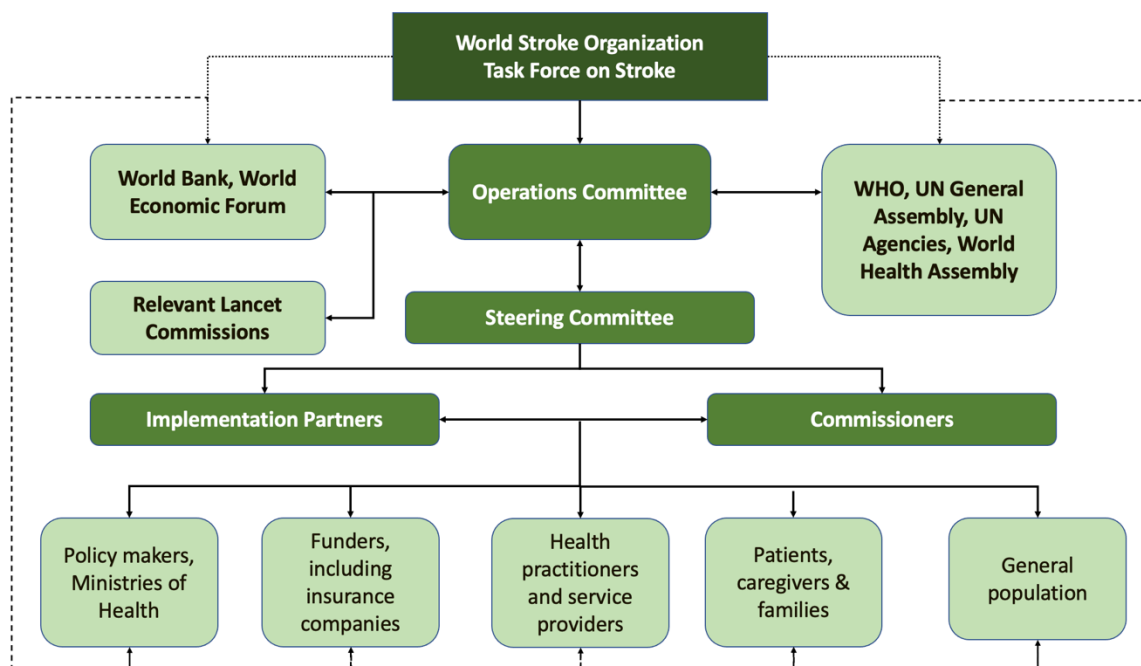 World Stroke Organization
Task Force on Stroke
World Bank, World
Economic Forum
Operations Committee
WHO, UN General
Assembly, UN
Agencies, World
Health Assembly
Relevant Lancet
Commissions
Steering Committee
Implementation Partners
Commissioners
Policy makers,
Ministries of
Health
Funders,
including
insurance
companies
Health
practitioners
and service
providers
Patients,
caregivers &
families
General
population